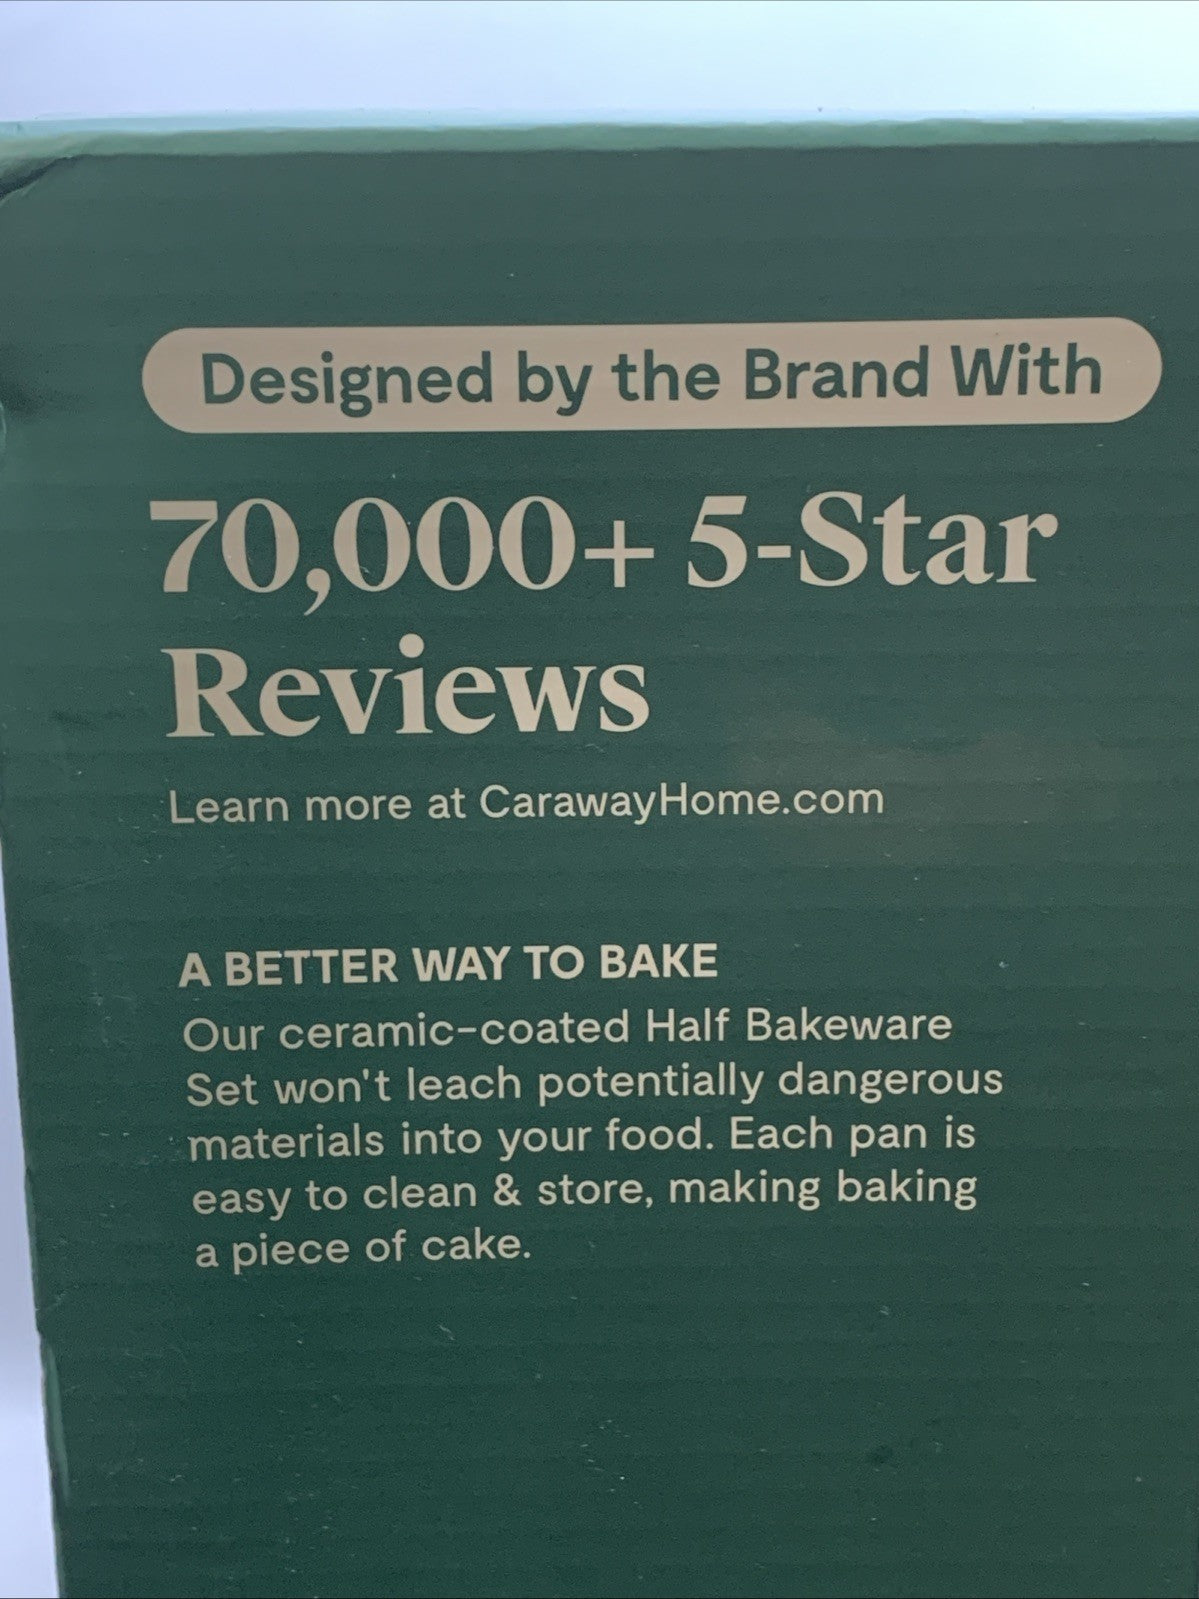 Designed by the Brand With
70,000+ 5-Star
Reviews
Learn more at CarawayHome.com
A BETTER WAY TO BAKE
Our ceramic-coated Half Bakeware
Set won't leach potentially dangerous
materials into your food. Each pan is
easy to clean & store, making baking
a piece of cake.